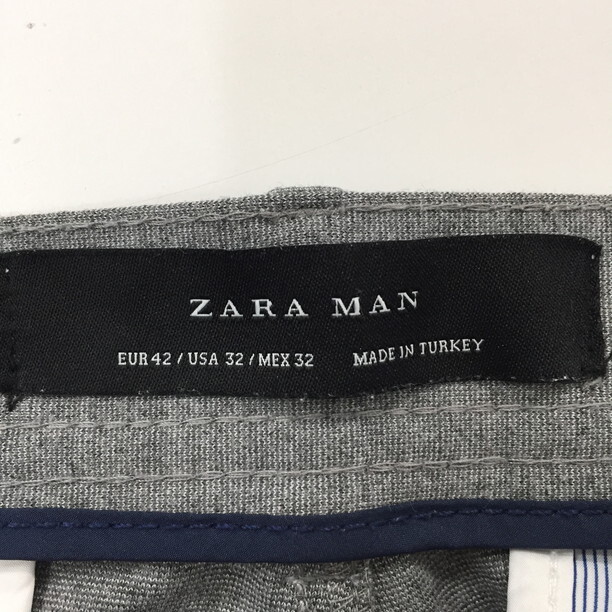 ZARA MAN
EUR 42 / USA 32 / MEX 32 MADE IN TURKEY